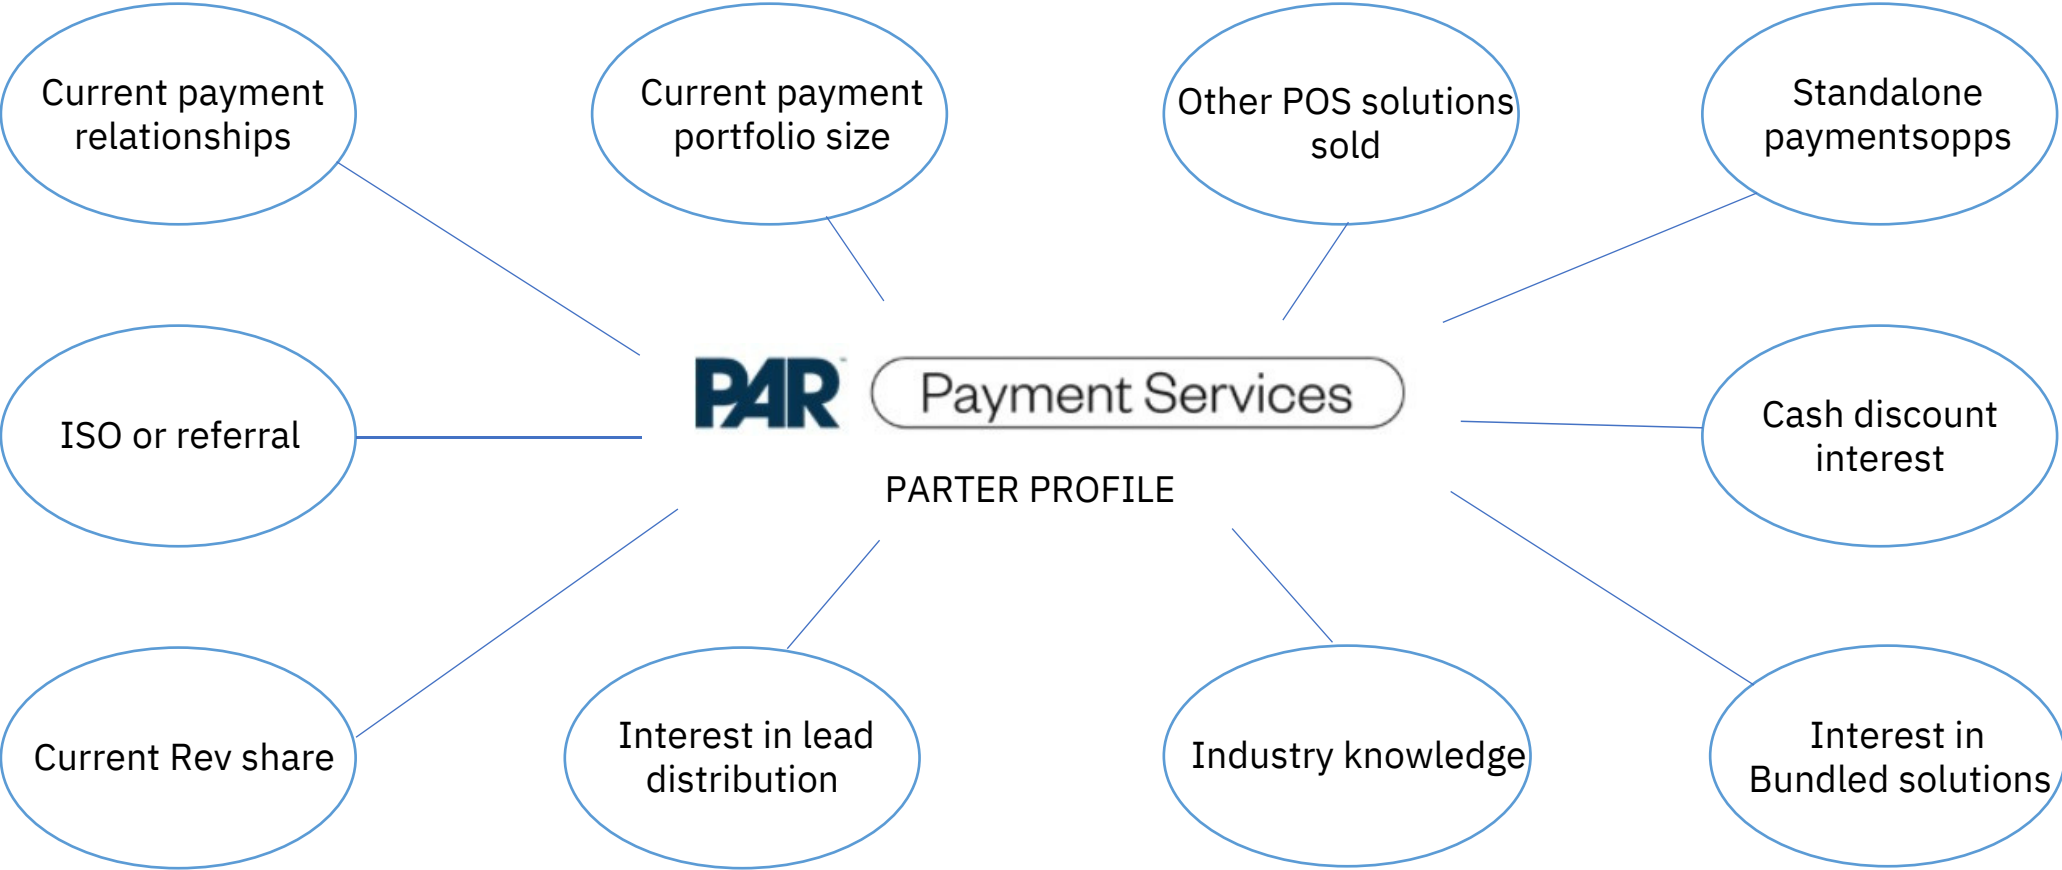 Current payment
relationships
Current payment
portfolio size
Other POS solutions
sold
Standalone
paymentsopps
PAR™ Payment Services
ISO or referral
Cash discount
interest
PARTER PROFILE
Current Rev share
Interest in lead
distribution
Industry knowledge
Interest in
Bundled solutions